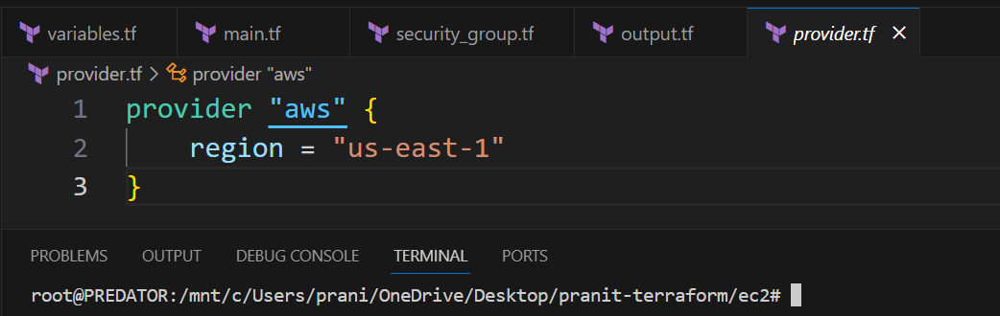 variables.tf main.tf security_group.tf output.tf provider.tf
provider.tf > provider "aws"
1 provider "aws" {
2 region = "us-east-1"
3 }
PROBLEMS OUTPUT DEBUG CONSOLE TERMINAL PORTS
root@PREDATOR:/mnt/c/Users/prani/OneDrive/Desktop/pranit-terraform/ec2#